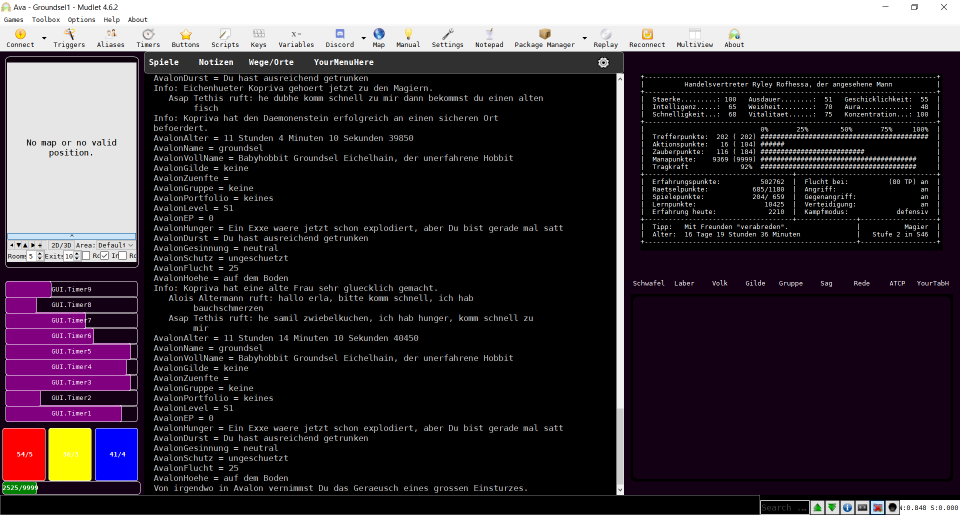 Ava - Groundsel1 - Mudlet 4.6.2
Games Toolbox Options Help About
Connect Triggers Aliases Timers Buttons Scripts Keys Variables Discord Map Manual Settings Notepad Package Manager Replay Reconnect MultiView About
No map or no valid
position.
2D/3D Area: Defaul
Rooms 5 Exits 10
GUI.Timer9
GUI.Timer8
GUI.Timer7
GUI.Timer6
GUI.Timer5
GUI.Timer4
GUI.Timer3
GUI.Timer2
GUI.Timer1
54/5
41/4
2525/9999
Spiele Notizen Wege/Orte YourMenuHere
AvalonDurst = Du hast ausreichend getrunken
Info: Eichenhueter Kopriva gehoert jetzt zu den Magiern.
Asap Tethis ruft: he dubhe komm schnell zu mir dann bekommst du einen alten
fisch
Info: Kopriva hat den Daemonenstein erfolgreich an einen sicheren Ort
befoerdert.
AvalonAlter = 11 Stunden 4 Minuten 10 Sekunden 39850
AvalonName = groundsel
AvalonVollName = Babyhobbit Groundsel Eichelhain, der unerfahrene Hobbit
AvalonGilde = keine
AvalonZuenfte =
AvalonGruppe = keine
AvalonPortfolio = keines
AvalonLevel = S1
AvalonEP = 0
AvalonHunger = Ein Exxe waere jetzt schon explodiert, aber Du bist gerade mal satt
AvalonDurst = Du hast ausreichend getrunken
AvalonGesinnung = neutral
AvalonSchutz = ungeschuetzt
AvalonFlucht = 25
AvalonHoehe = auf dem Boden
Info: Kopriva hat eine alte Frau sehr gluecklich gemacht.
Alois Altermann ruft: hallo erla, bitte komm schnell, ich hab
bauchschmerzen
Asap Tethis ruft: he samil zwiebelkuchen, ich hab hunger, komm schnell zu
mir
AvalonAlter = 11 Stunden 14 Minuten 10 Sekunden 40450
AvalonName = groundsel
AvalonVollName = Babyhobbit Groundsel Eichelhain, der unerfahrene Hobbit
AvalonGilde = keine
AvalonZuenfte =
AvalonGruppe = keine
AvalonPortfolio = keines
AvalonLevel = S1
AvalonEP = 0
AvalonHunger = Ein Exxe waere jetzt schon explodiert, aber Du bist gerade mal satt
AvalonDurst = Du hast ausreichend getrunken
AvalonGesinnung = neutral
AvalonSchutz = ungeschuetzt
AvalonFlucht = 25
AvalonHoehe = auf dem Boden
Von irgendwo in Avalon vernimmst Du das Geraeusch eines grossen Einsturzes.
Handelsvertreter Ryley Rofhessa, der angesehene Mann
Staerke.........: 100 Ausdauer.......: 51 Geschicklichkeit: 55
Intelligenz.....: 65 Weisheit.......: 70 Aura............: 48
Schnelligkeit...: 60 Vitalitaet.....: 75 Konzentration...: 100
0% 25% 50% 75% 100%
Trefferpunkte: 202 ( 202) ##########################################
Aktionspunkte: 16 ( 104) ######
Zauberpunkte: 116 ( 104) ##########################
Manapunkte: 9369 (9999) #######################################
Tragkraft 92% #######################################
Erfahrungspunkte: 502762 | Flucht bei: (80 TP) an
Raetselpunkte: 685/1180 | Angriff: an
Spielepunkte: 204/ 659 | Gegenangriff: an
Lernpunkte: 10425 | Verteidigung: an
Erfahrung heute: 2210 | Kampfmodus: defensiv
Tipp: Mit Freunden "verabreden". | Magier
Alter: 16 Tage 19 Stunden 36 Minuten | Stufe 2 in S46
Schwafel Laber Volk Gilde Gruppe Sag Rede ATCP YourTabH
Search ...
N:0.048 S:0.000